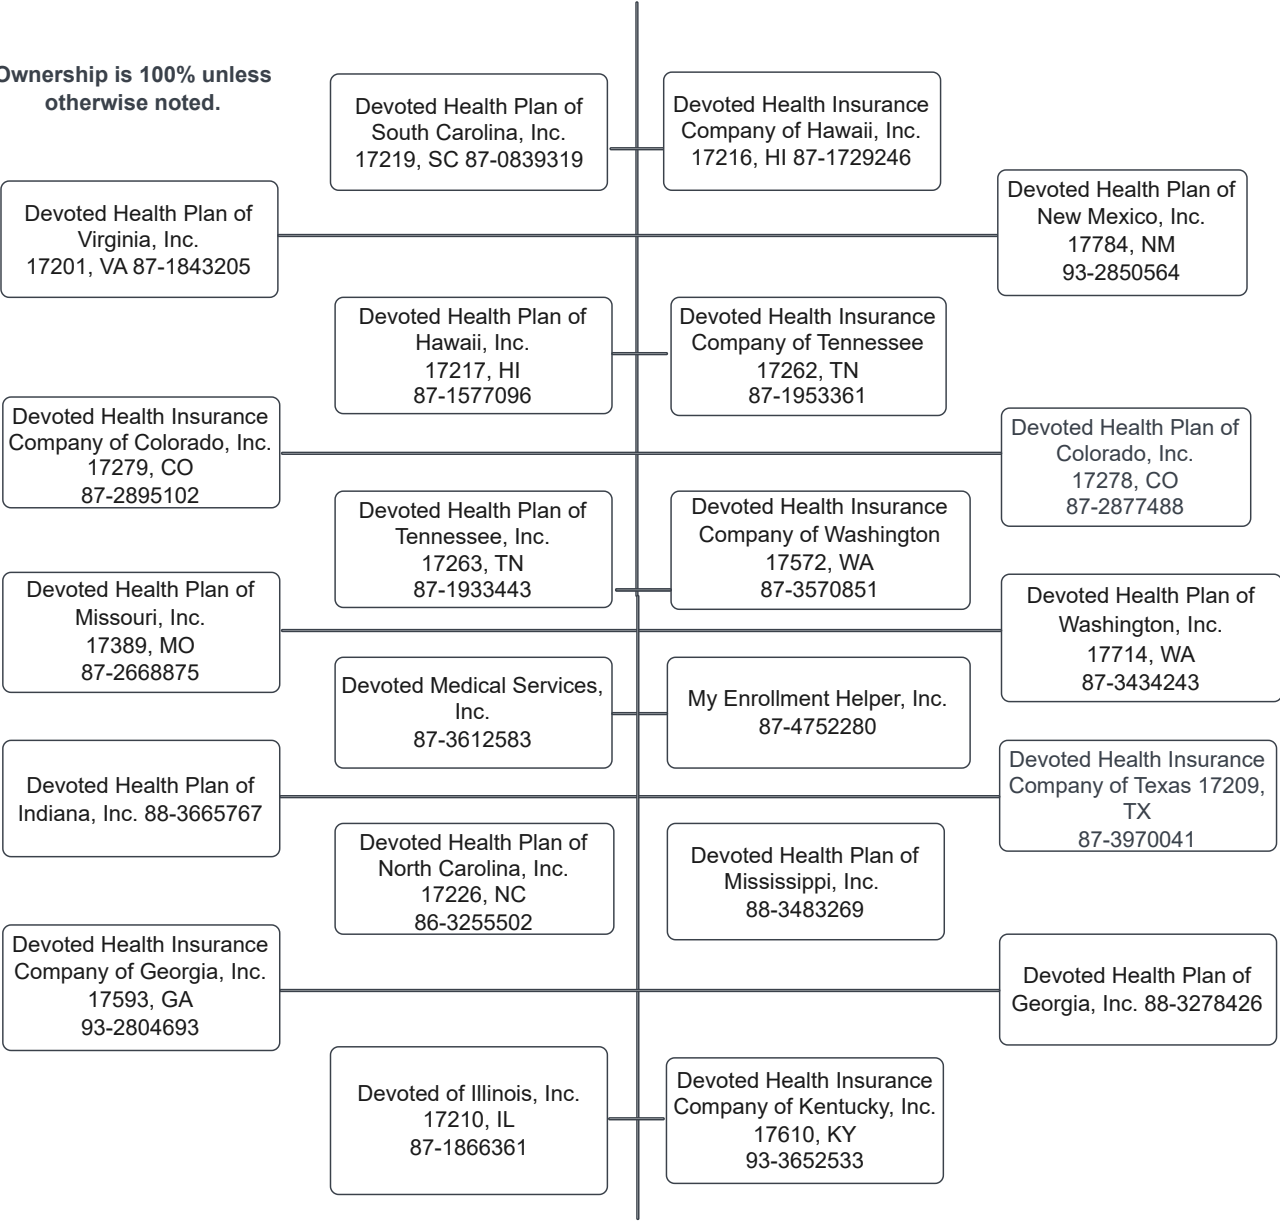 Ownership is 100% unless
otherwise noted.
Devoted Health Plan of
South Carolina, Inc.
17219, SC 87-0839319
Devoted Health Insurance
Company of Hawaii, Inc.
17216, HI 87-1729246
Devoted Health Plan of
Virginia, Inc.
17201, VA 87-1843205
Devoted Health Plan of
New Mexico, Inc.
17784, NM
93-2850564
Devoted Health Plan of
Hawaii, Inc.
17217, HI
87-1577096
Devoted Health Insurance
Company of Tennessee
17262, TN
87-1953361
Devoted Health Insurance
Company of Colorado, Inc.
17279, CO
87-2895102
Devoted Health Plan of
Colorado, Inc.
17278, CO
87-2877488
Devoted Health Plan of
Tennessee, Inc.
17263, TN
87-1933443
Devoted Health Insurance
Company of Washington
17572, WA
87-3570851
Devoted Health Plan of
Missouri, Inc.
17389, MO
87-2668875
Devoted Health Plan of
Washington, Inc.
17714, WA
87-3434243
Devoted Medical Services,
Inc.
87-3612583
My Enrollment Helper, Inc.
87-4752280
Devoted Health Plan of
Indiana, Inc. 88-3665767
Devoted Health Insurance
Company of Texas 17209,
TX
87-3970041
Devoted Health Plan of
North Carolina, Inc.
17226, NC
86-3255502
Devoted Health Plan of
Mississippi, Inc.
88-3483269
Devoted Health Insurance
Company of Georgia, Inc.
17593, GA
93-2804693
Devoted Health Plan of
Georgia, Inc. 88-3278426
Devoted of Illinois, Inc.
17210, IL
87-1866361
Devoted Health Insurance
Company of Kentucky, Inc.
17610, KY
93-3652533